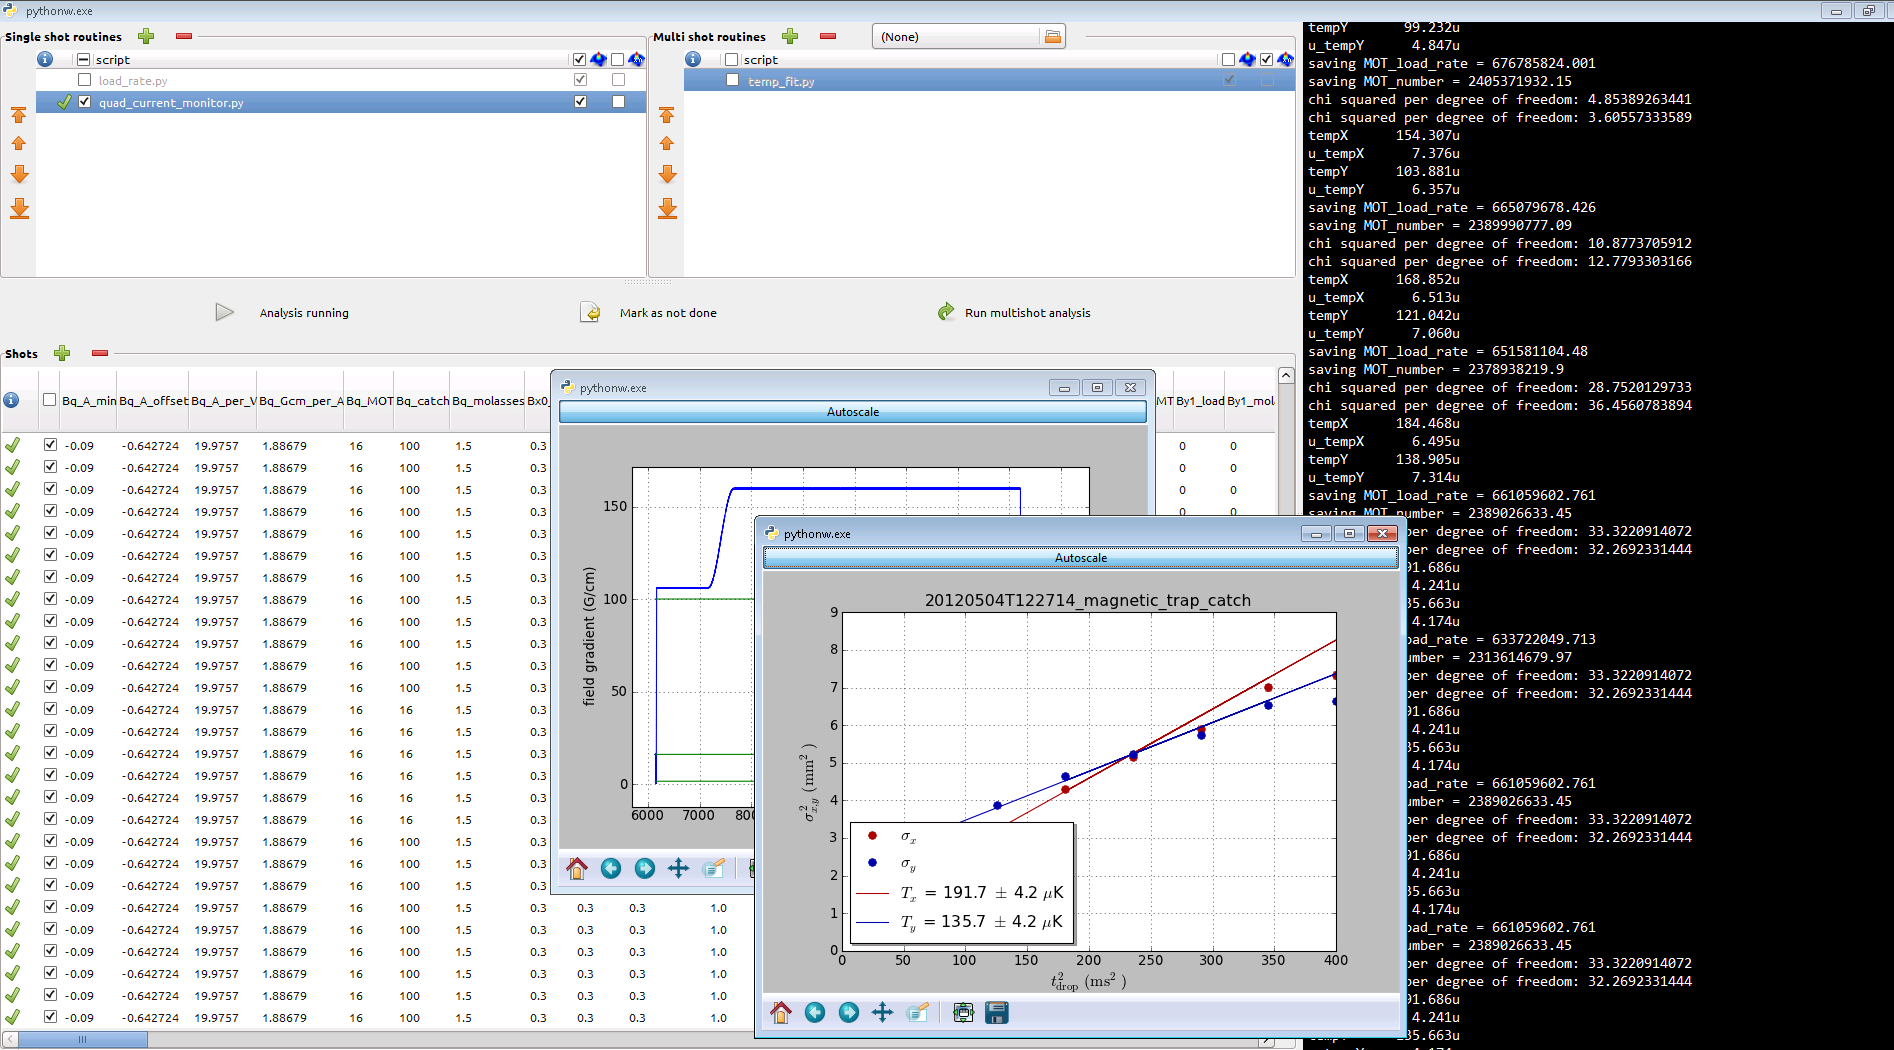 pythonw.exe
Single shot routines
script
load_rate.py
quad_current_monitor.py
Multi shot routines
(None)
script
temp_fit.py
Analysis running
Mark as not done
Run multishot analysis
Shots
Bq_A_min Bq_A_offset Bq_A_per_V Bq_Gcm_per_A Bq_MOT Bq_catch Bq_molasses Bx0_ MT By1_load By1_mol
-0.09 -0.642724 19.9757 1.88679 16 100 1.5 0.3 0 0
-0.09 -0.642724 19.9757 1.88679 16 100 1.5 0.3 0 0
-0.09 -0.642724 19.9757 1.88679 16 100 1.5 0.3 0 0
-0.09 -0.642724 19.9757 1.88679 16 100 1.5 0.3 0 0
-0.09 -0.642724 19.9757 1.88679 16 100 1.5 0.3
-0.09 -0.642724 19.9757 1.88679 16 100 1.5 0.3
-0.09 -0.642724 19.9757 1.88679 16 100 1.5 0.3
-0.09 -0.642724 19.9757 1.88679 16 100 1.5 0.3
-0.09 -0.642724 19.9757 1.88679 16 100 1.5 0.3
-0.09 -0.642724 19.9757 1.88679 16 100 1.5 0.3
-0.09 -0.642724 19.9757 1.88679 16 100 1.5 0.3
-0.09 -0.642724 19.9757 1.88679 16 100 1.5 0.3
-0.09 -0.642724 19.9757 1.88679 16 16 1.5 0.3
-0.09 -0.642724 19.9757 1.88679 16 16 1.5 0.3
-0.09 -0.642724 19.9757 1.88679 16 16 1.5 0.3
-0.09 -0.642724 19.9757 1.88679 16 16 1.5 0.3
-0.09 -0.642724 19.9757 1.88679 16 16 1.5 0.3
-0.09 -0.642724 19.9757 1.88679 16 16 1.5 0.3
-0.09 -0.642724 19.9757 1.88679 16 100 1.5 0.3
-0.09 -0.642724 19.9757 1.88679 16 100 1.5 0.3
-0.09 -0.642724 19.9757 1.88679 16 100 1.5 0.3 0.3 0.3 1.0
-0.09 -0.642724 19.9757 1.88679 16 100 1.5 0.3 0.3 0.3 1.0
-0.09 -0.642724 19.9757 1.88679 16 100 1.5 0.3 0.3 0.3 1.0
-0.09 -0.642724 19.9757 1.88679 16 100 1.5 0.3 0.3 0.3 1.0
-0.09 -0.642724 19.9757 1.88679 16 100 1.5 0.3 0.3 0.3 1.0
-0.09 -0.642724 19.9757 1.88679 16 100 1.5 0.3 0.3 0.3 1.0
pythonw.exe
Autoscale
field gradient (G/cm)
150
100
50
0
6000 7000 8
pythonw.exe
Autoscale
20120504T122714_magnetic_trap_catch
σ²x,y (mm²)
9
8
7
6
5
4
3
2
1
0
σx
σy
Tx = 191.7 ± 4.2 μK
Ty = 135.7 ± 4.2 μK
0 50 100 150 200 250 300 350 400
t²drop (ms²)
tempY 99.232u
u_tempY 4.847u
saving MOT_load_rate = 676785824.001
saving MOT_number = 2405371932.15
chi squared per degree of freedom: 4.85389263441
chi squared per degree of freedom: 3.60557333589
tempX 154.307u
u_tempX 7.376u
tempY 103.881u
u_tempY 6.357u
saving MOT_load_rate = 665079678.426
saving MOT_number = 2389990777.09
chi squared per degree of freedom: 10.8773705912
chi squared per degree of freedom: 12.7793303166
tempX 168.852u
u_tempX 6.513u
tempY 121.042u
u_tempY 7.060u
saving MOT_load_rate = 651581104.48
saving MOT_number = 2378938219.9
chi squared per degree of freedom: 28.7520129733
chi squared per degree of freedom: 36.4560783894
tempX 184.468u
u_tempX 6.495u
tempY 138.905u
u_tempY 7.314u
saving MOT_load_rate = 661059602.761
saving MOT_number = 2389026633.45
per degree of freedom: 33.3220914072
per degree of freedom: 32.2692331444
91.686u
4.241u
35.663u
4.174u
oad_rate = 633722049.713
umber = 2313614679.97
per degree of freedom: 33.3220914072
per degree of freedom: 32.2692331444
91.686u
4.241u
35.663u
4.174u
oad_rate = 661059602.761
umber = 2389026633.45
per degree of freedom: 33.3220914072
per degree of freedom: 32.2692331444
91.686u
4.241u
35.663u
4.174u
oad_rate = 661059602.761
umber = 2389026633.45
per degree of freedom: 33.3220914072
per degree of freedom: 32.2692331444
91.686u
4.241u
35.663u